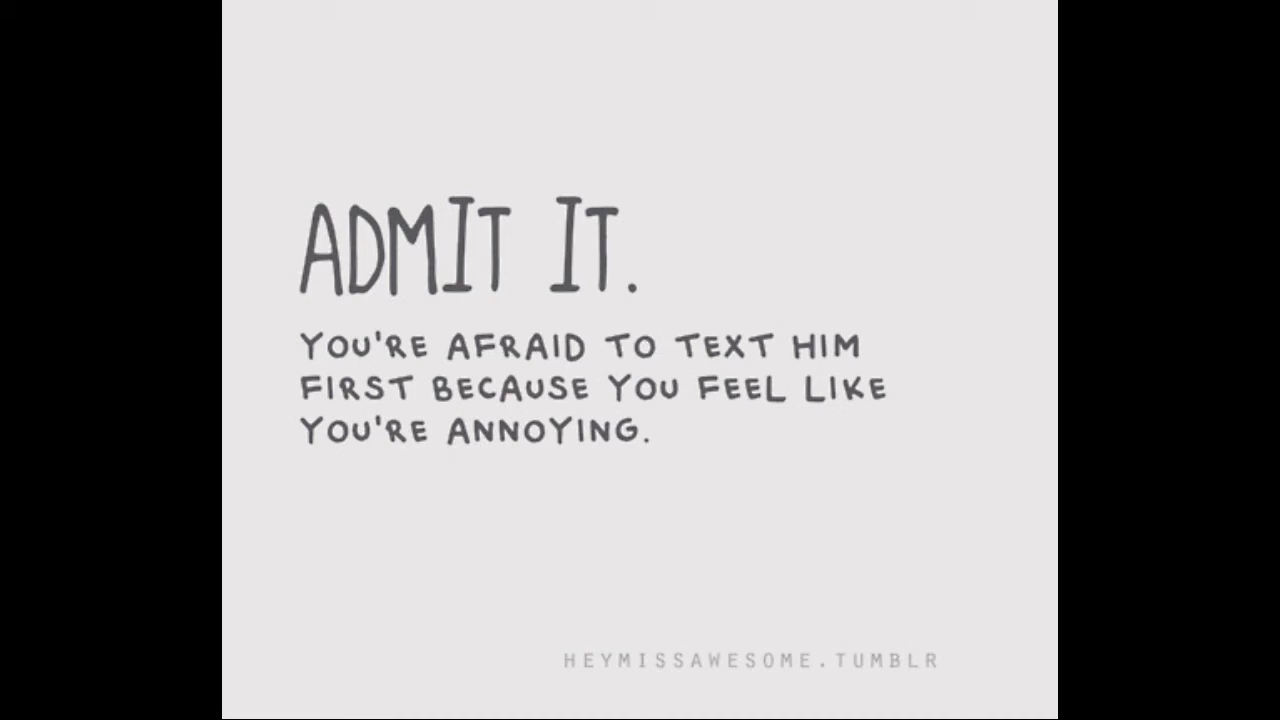 ADMIT IT.
YOU'RE AFRAID TO TEXT HIM
FIRST BECAUSE YOU FEEL LIKE
YOU'RE ANNOYING.
HEYMISSAWESOME.TUMBLR